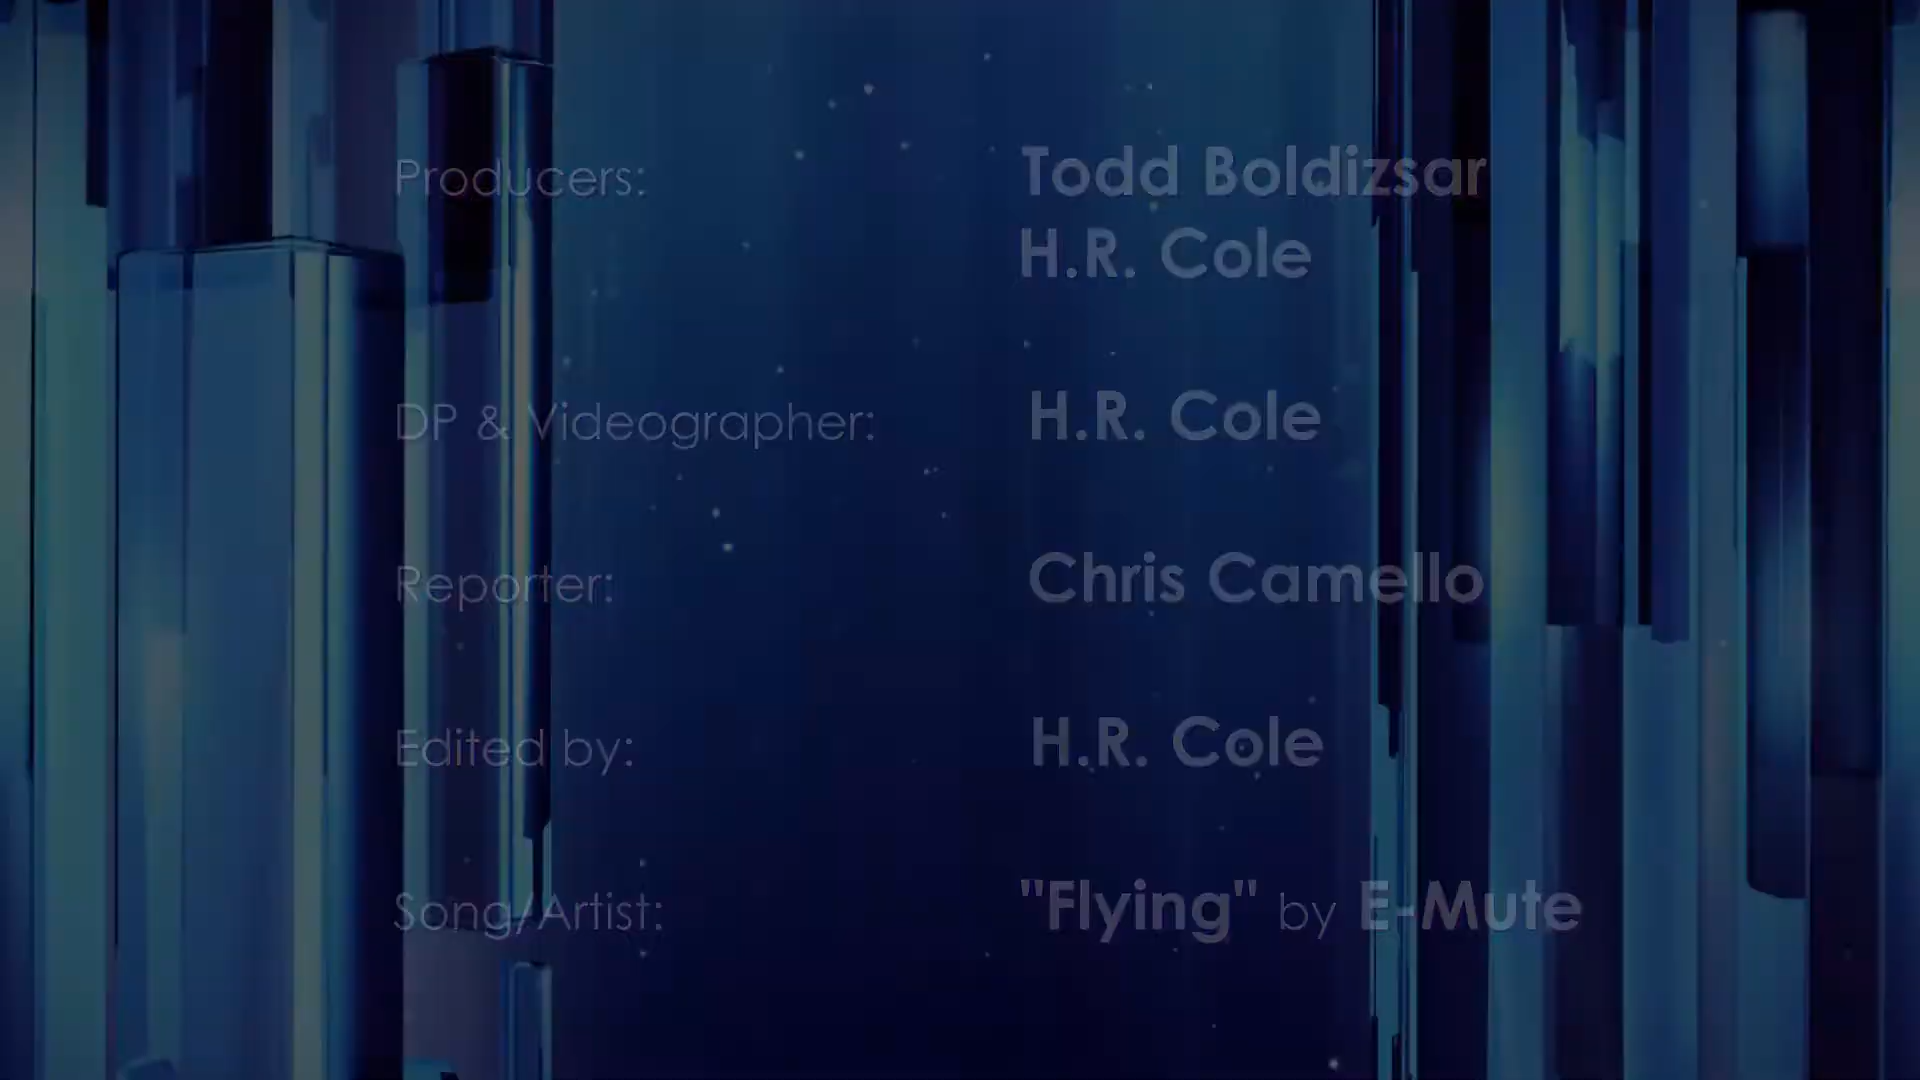 Producers: Todd Boldizsar
H.R. Cole
DP & Videographer: H.R. Cole
Reporter: Chris Camello
Edited by: H.R. Cole
Song/Artist: "Flying" by E-Mute